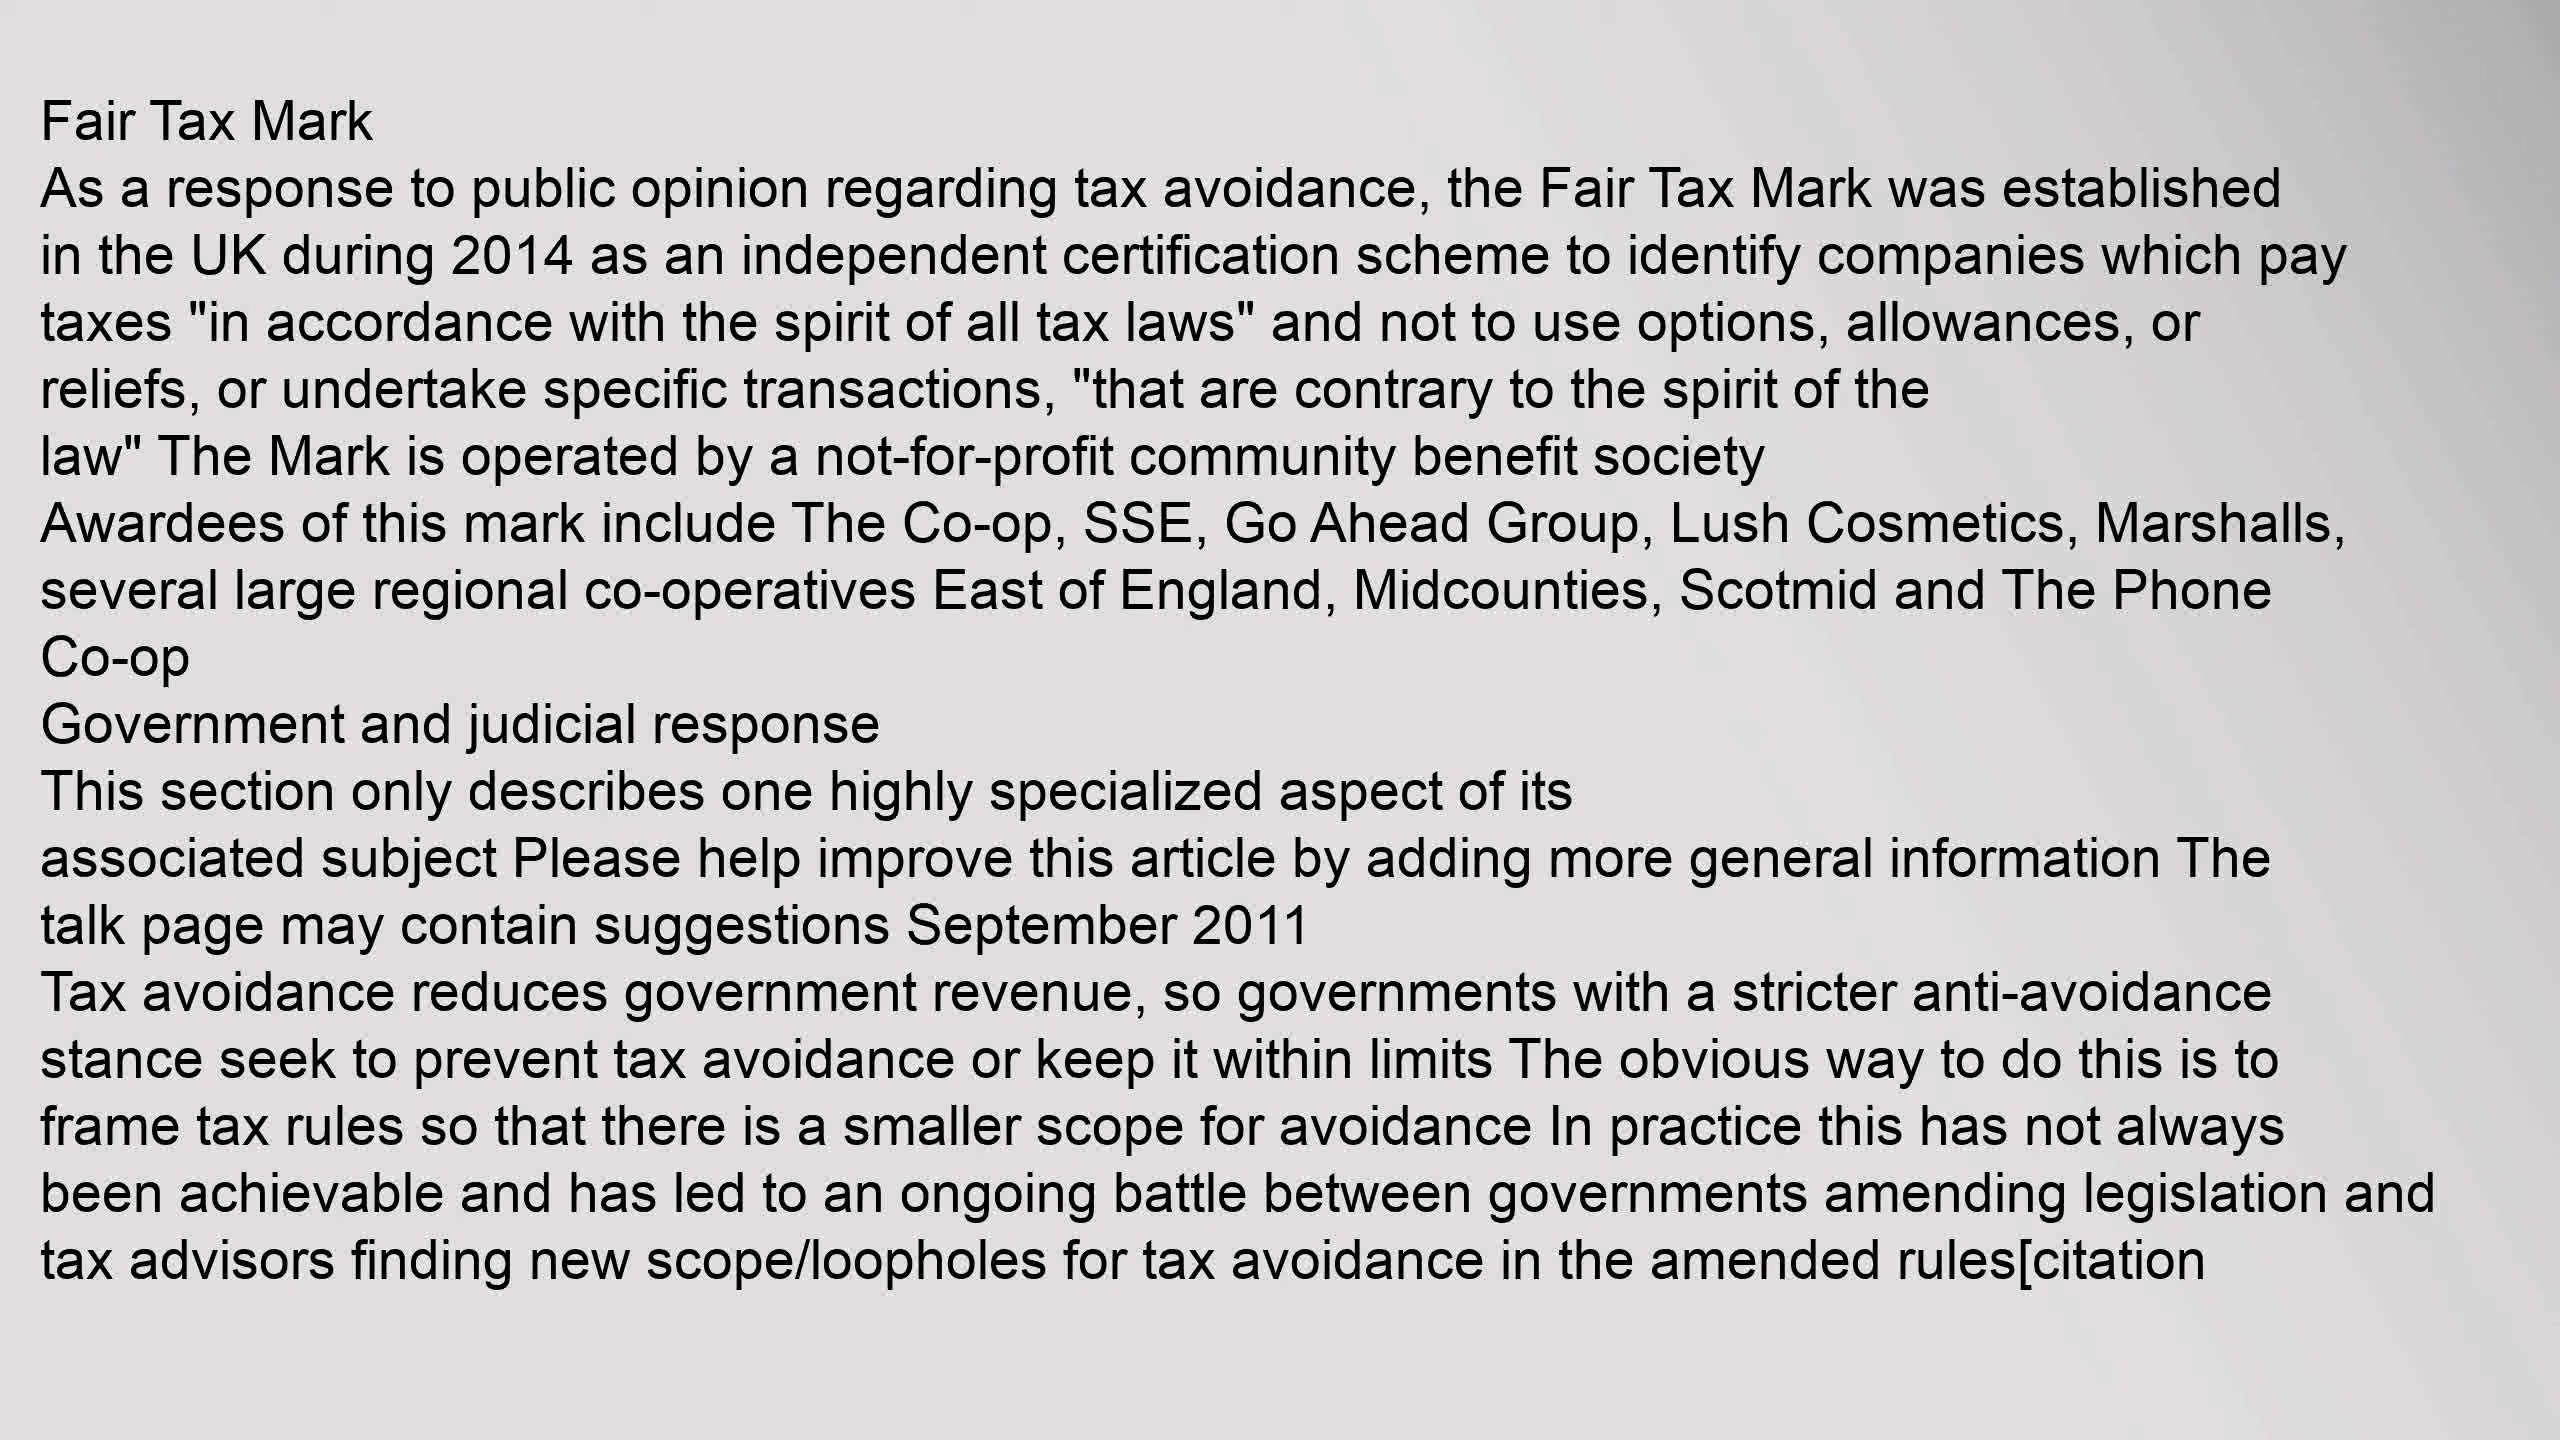 Fair Tax Mark
As a response to public opinion regarding tax avoidance, the Fair Tax Mark was established
in the UK during 2014 as an independent certification scheme to identify companies which pay
taxes "in accordance with the spirit of all tax laws" and not to use options, allowances, or
reliefs, or undertake specific transactions, "that are contrary to the spirit of the
law" The Mark is operated by a not-for-profit community benefit society
Awardees of this mark include The Co-op, SSE, Go Ahead Group, Lush Cosmetics, Marshalls,
several large regional co-operatives East of England, Midcounties, Scotmid and The Phone
Co-op
Government and judicial response
This section only describes one highly specialized aspect of its
associated subject Please help improve this article by adding more general information The
talk page may contain suggestions September 2011
Tax avoidance reduces government revenue, so governments with a stricter anti-avoidance
stance seek to prevent tax avoidance or keep it within limits The obvious way to do this is to
frame tax rules so that there is a smaller scope for avoidance In practice this has not always
been achievable and has led to an ongoing battle between governments amending legislation and
tax advisors finding new scope/loopholes for tax avoidance in the amended rules[citation